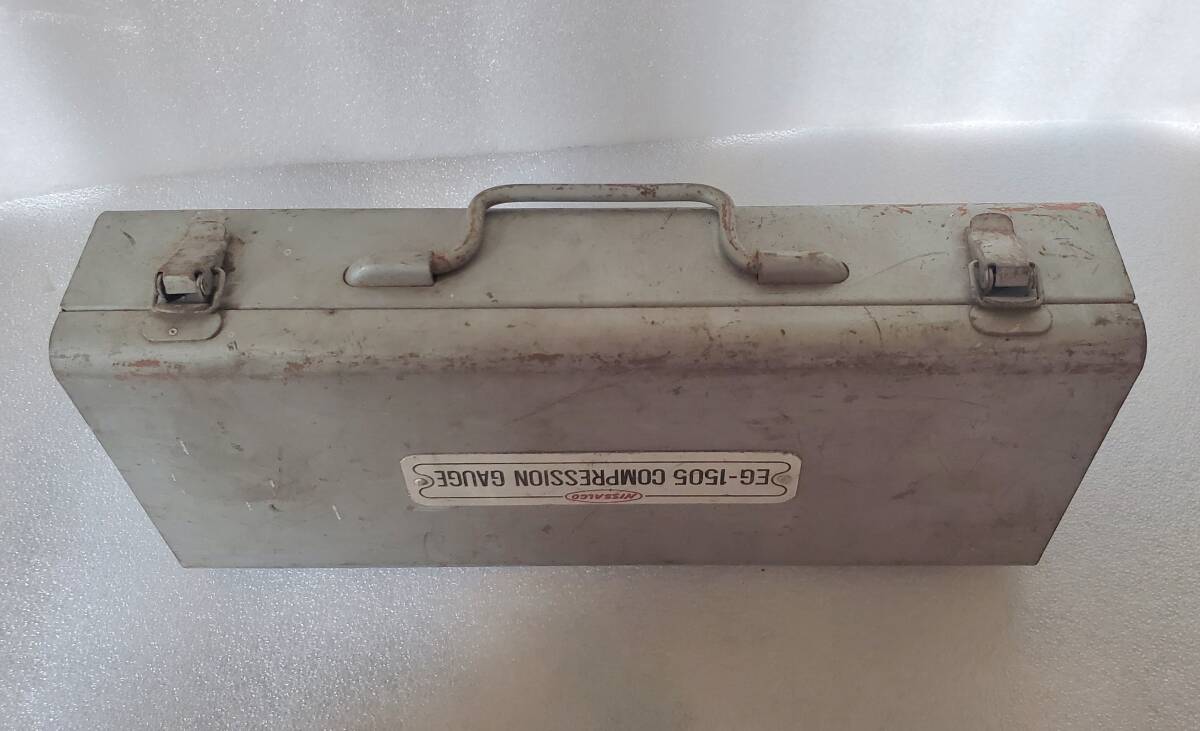 NISSALCO
EG-1505 COMPRESSION GAUGE